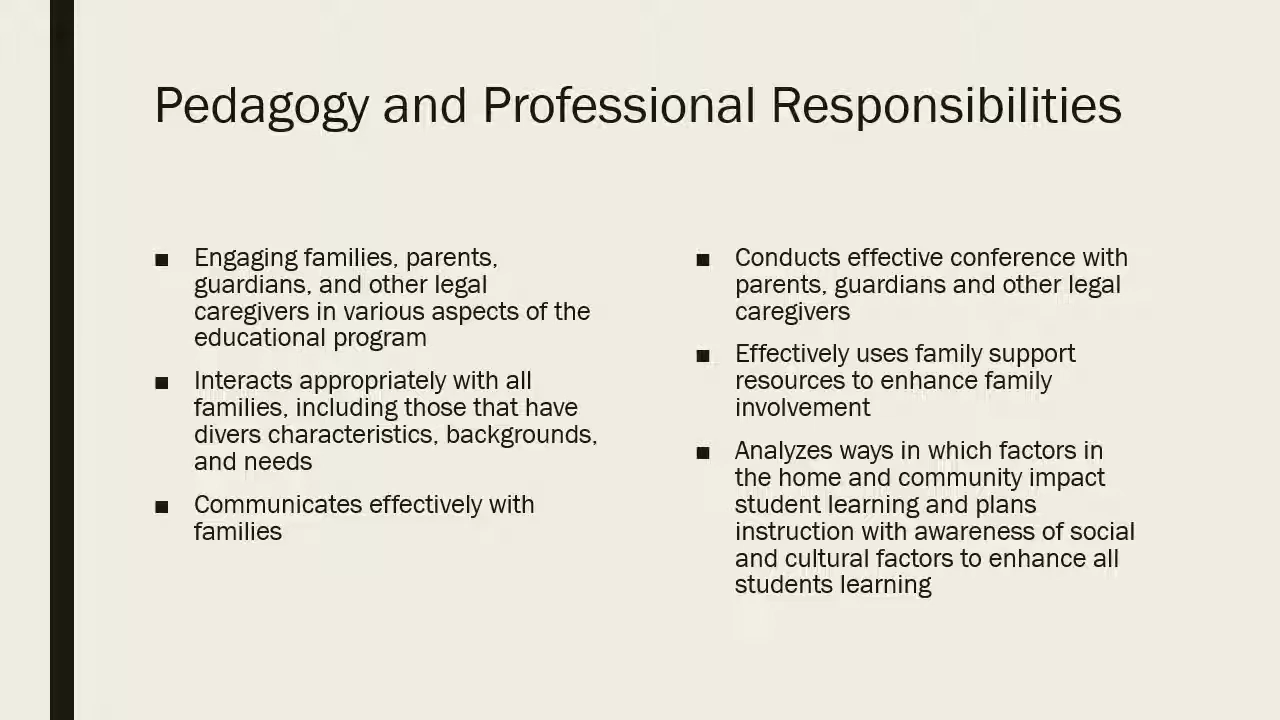 Pedagogy and Professional Responsibilities
■ Engaging families, parents,
guardians, and other legal
caregivers in various aspects of the
educational program
■ Interacts appropriately with all
families, including those that have
divers characteristics, backgrounds,
and needs
■ Communicates effectively with
families
■ Conducts effective conference with
parents, guardians and other legal
caregivers
■ Effectively uses family support
resources to enhance family
involvement
■ Analyzes ways in which factors in
the home and community impact
student learning and plans
instruction with awareness of social
and cultural factors to enhance all
students learning